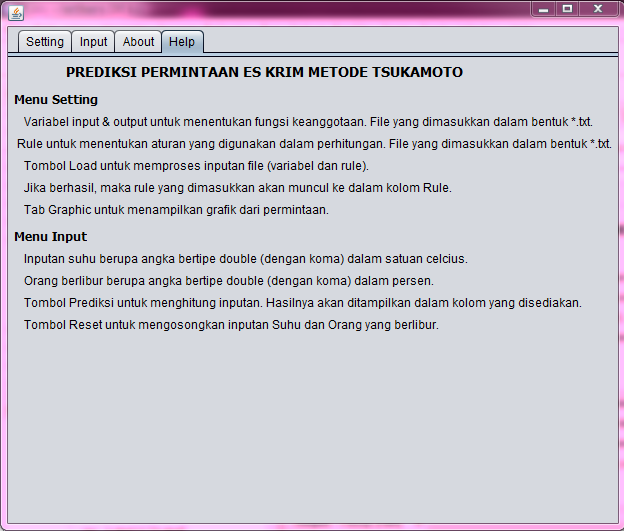 Setting Input About Help
PREDIKSI PERMINTAAN ES KRIM METODE TSUKAMOTO
Menu Setting
Variabel input & output untuk menentukan fungsi keanggotaan. File yang dimasukkan dalam bentuk *.txt.
Rule untuk menentukan aturan yang digunakan dalam perhitungan. File yang dimasukkan dalam bentuk *.txt.
Tombol Load untuk memproses inputan file (variabel dan rule).
Jika berhasil, maka rule yang dimasukkan akan muncul ke dalam kolom Rule.
Tab Graphic untuk menampilkan grafik dari permintaan.
Menu Input
Inputan suhu berupa angka bertipe double (dengan koma) dalam satuan celcius.
Orang berlibur berupa angka bertipe double (dengan koma) dalam persen.
Tombol Prediksi untuk menghitung inputan. Hasilnya akan ditampilkan dalam kolom yang disediakan.
Tombol Reset untuk mengosongkan inputan Suhu dan Orang yang berlibur.